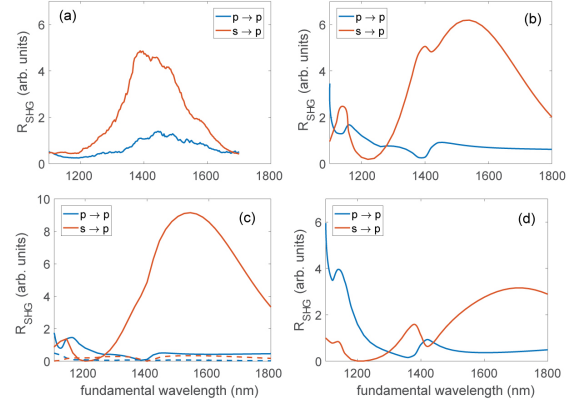 (a)
p → p
s → p
R_SHG (arb. units)
6
4
2
0
1200 1400 1600 1800
(b)
p → p
s → p
R_SHG (arb. units)
6
4
2
0
1200 1400 1600 1800
(c)
p → p
s → p
R_SHG (arb. units)
10
8
6
4
2
0
1200 1400 1600 1800
fundamental wavelength (nm)
(d)
p → p
s → p
R_SHG (arb. units)
6
4
2
0
1200 1400 1600 1800
fundamental wavelength (nm)